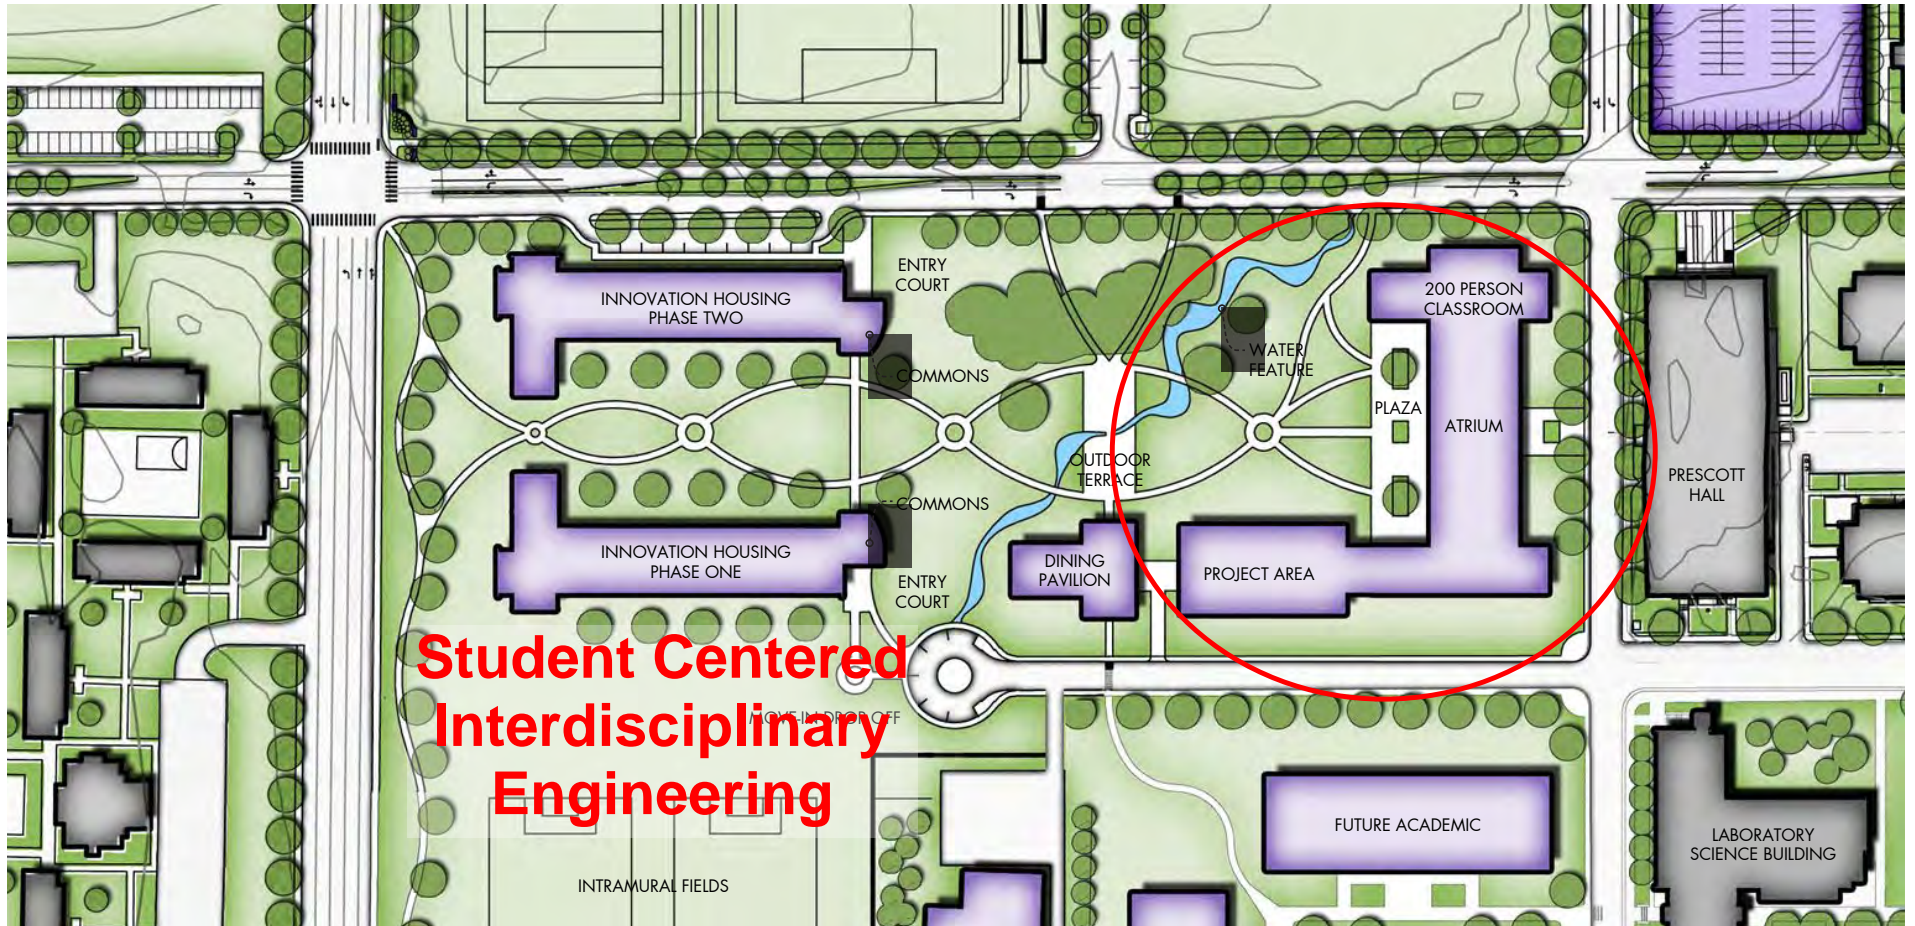 ENTRY
COURT
INNOVATION HOUSING
PHASE TWO
200 PERSON
CLASSROOM
WATER
FEATURE
COMMONS
PLAZA
ATRIUM
OUTDOOR
TERRACE
PRESCOTT
HALL
COMMONS
INNOVATION HOUSING
PHASE ONE
ENTRY
COURT
DINING
PAVILION
PROJECT AREA
Student Centered
Interdisciplinary
Engineering
MOVE-IN DROP OFF
FUTURE ACADEMIC
LABORATORY
SCIENCE BUILDING
INTRAMURAL FIELDS